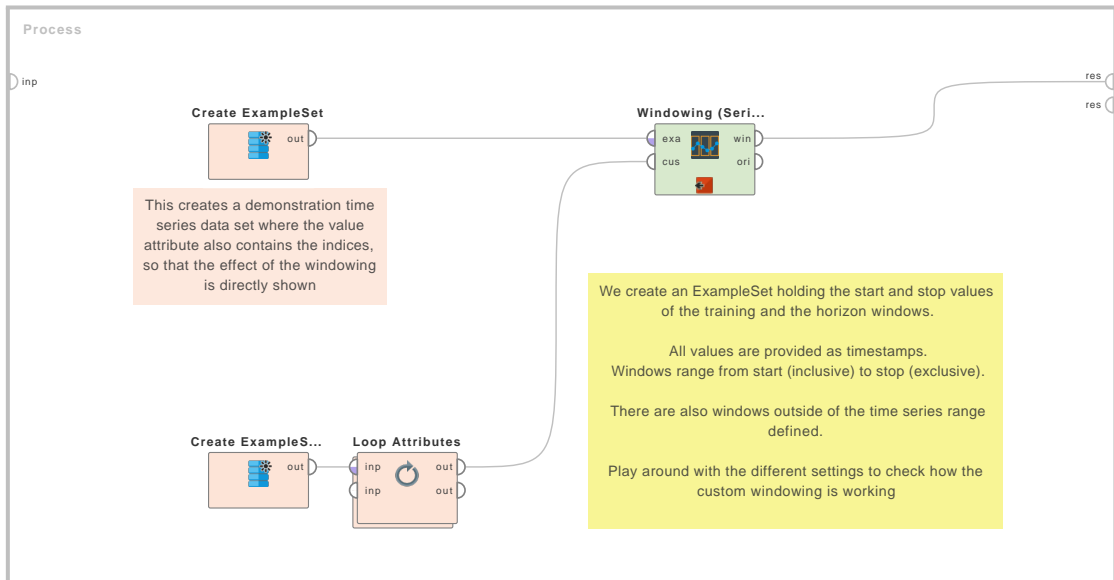 Process
inp
res
res
Create ExampleSet
out
Windowing (Seri...
exa
win
cus
ori
This creates a demonstration time
series data set where the value
attribute also contains the indices,
so that the effect of the windowing
is directly shown
We create an ExampleSet holding the start and stop values
of the training and the horizon windows.
All values are provided as timestamps.
Windows range from start (inclusive) to stop (exclusive).
There are also windows outside of the time series range
defined.
Play around with the different settings to check how the
custom windowing is working
Create ExampleS...
out
Loop Attributes
inp
out
inp
out